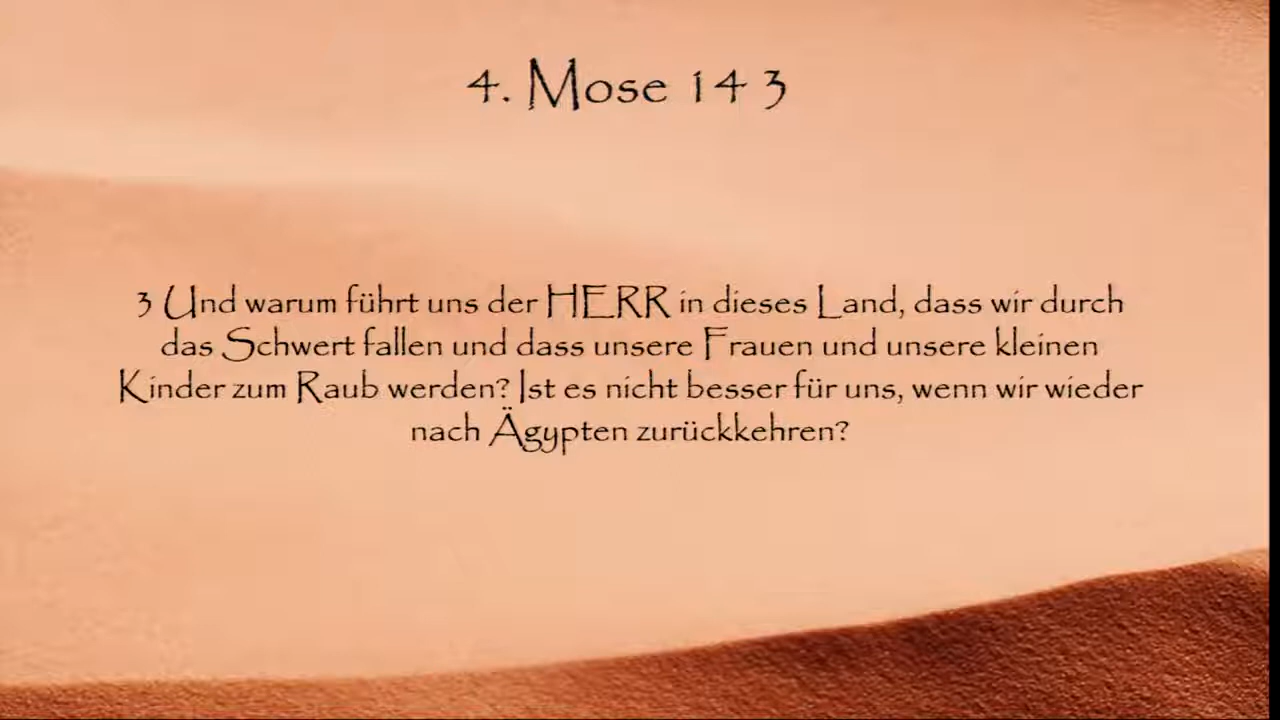 4. Mose 14 3
3 Und warum führt uns der HERR in dieses Land, dass wir durch
das Schwert fallen und dass unsere Frauen und unsere kleinen
Kinder zum Raub werden? Ist es nicht besser für uns, wenn wir wieder
nach Ägypten zurückkehren?